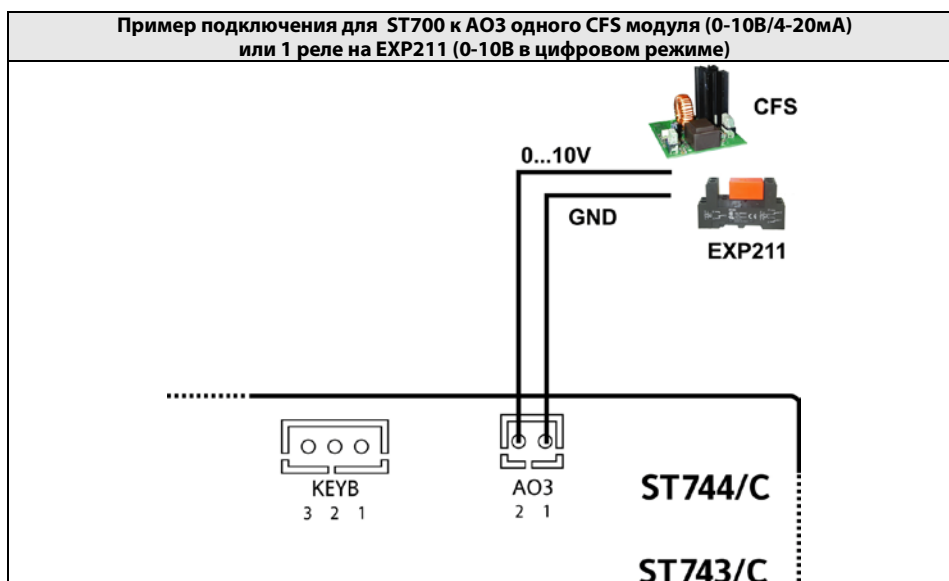 Пример подключения для ST700 к AO3 одного CFS модуля (0-10В/4-20мА)
или 1 реле на EXP211 (0-10В в цифровом режиме)
CFS
0...10V
GND
EXP211
KEYB
3 2 1
AO3
2 1
ST744/C
ST743/C